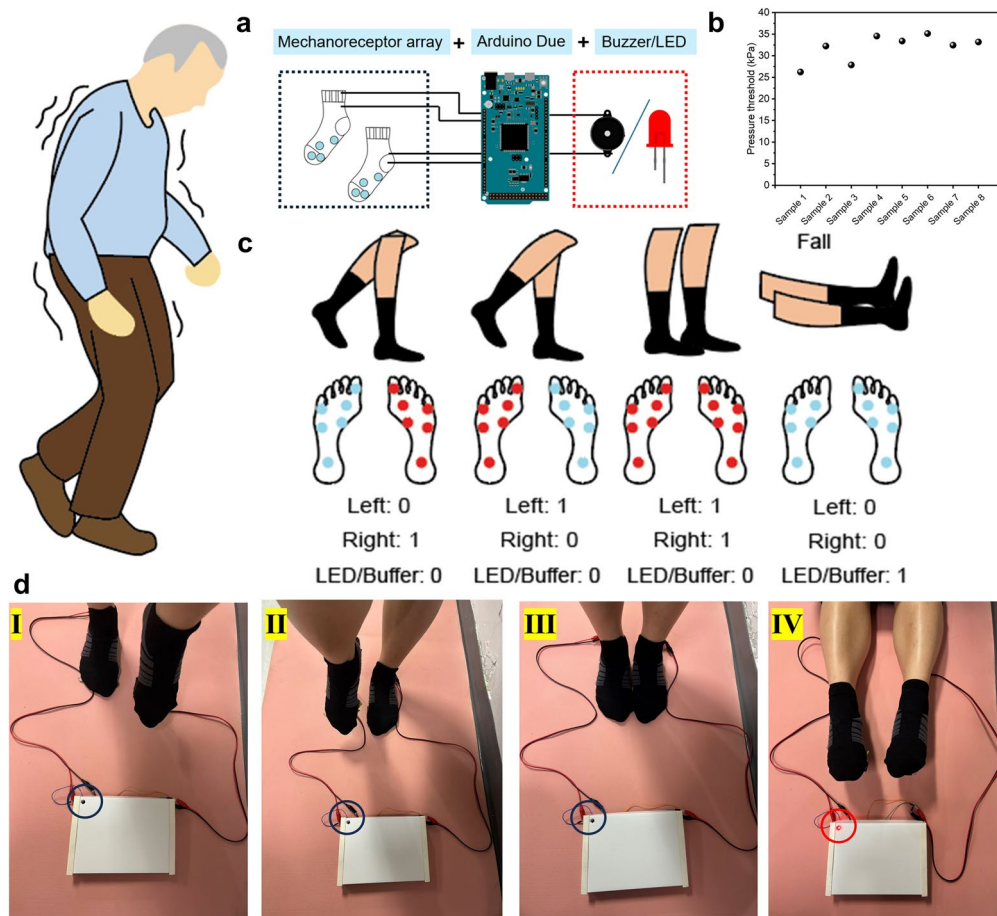 a
Mechanoreceptor array + Arduino Due + Buzzer/LED
b
Pressure threshold (kPa)
40
35
30
25
20
15
10
5
0
Sample 1
Sample 2
Sample 3
Sample 4
Sample 5
Sample 6
Sample 7
Sample 8
c
Fall
Left: 0
Right: 1
LED/Buffer: 0
Left: 1
Right: 0
LED/Buffer: 0
Left: 1
Right: 1
LED/Buffer: 0
Left: 0
Right: 0
LED/Buffer: 1
d
I
II
III
IV